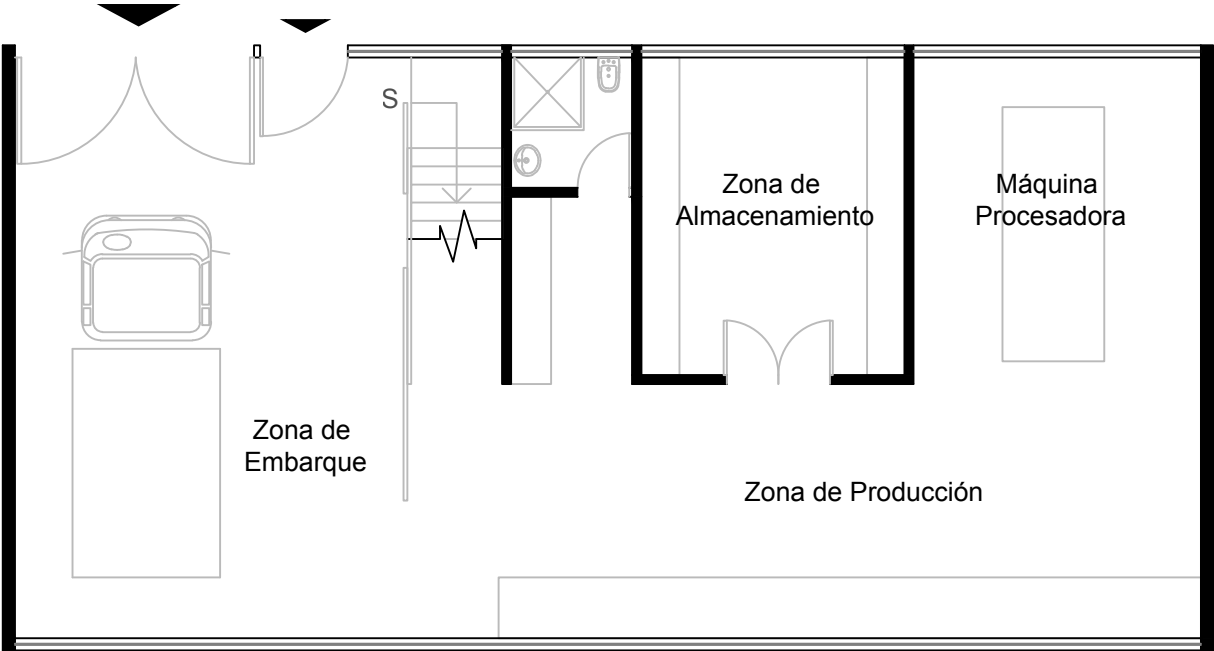 S
Zona de
Almacenamiento
Máquina
Procesadora
Zona de
Embarque
Zona de Producción